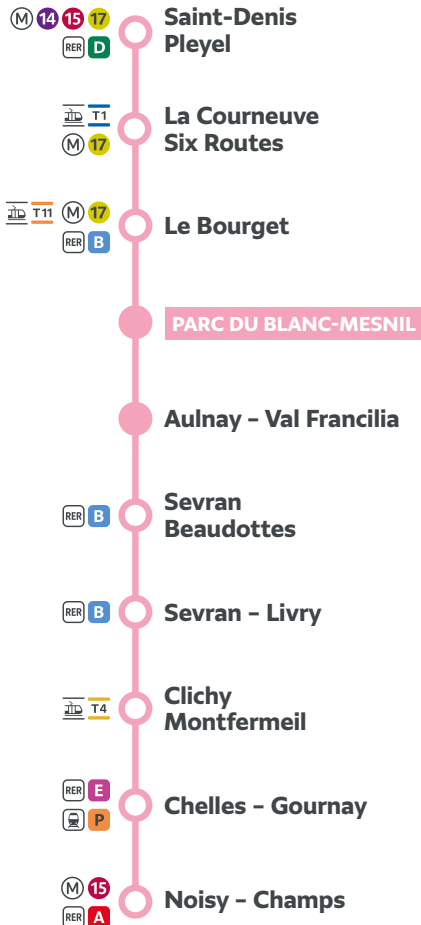 M 14 15 17
RER D
Saint-Denis
Pleyel
T1
M 17
La Courneuve
Six Routes
T11 M 17
RER B
Le Bourget
PARC DU BLANC-MESNIL
Aulnay – Val Francilia
RER B
Sevran
Beaudottes
RER B
Sevran – Livry
T4
Clichy
Montfermeil
RER E
P
Chelles – Gournay
M 15
RER A
Noisy – Champs